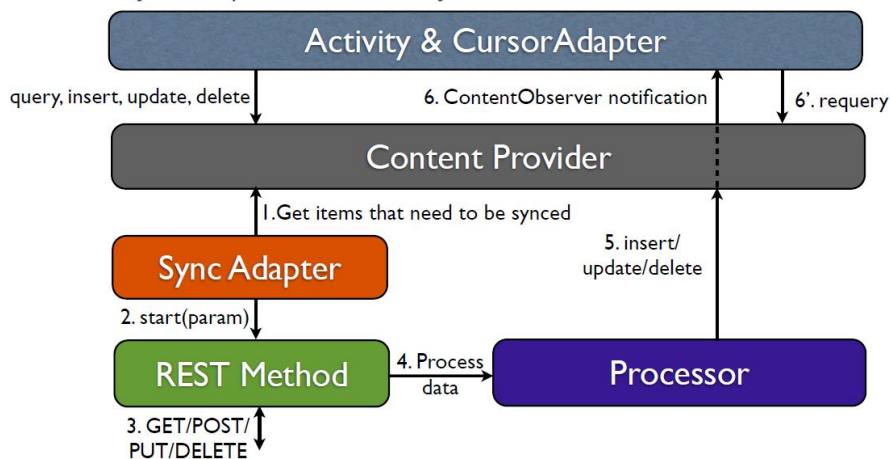 Activity & CursorAdapter
query, insert, update, delete
6. ContentObserver notification
6'. requery
Content Provider
1.Get items that need to be synced
5. insert/
update/delete
Sync Adapter
2. start(param)
REST Method
4. Process
data
Processor
3. GET/POST/
PUT/DELETE